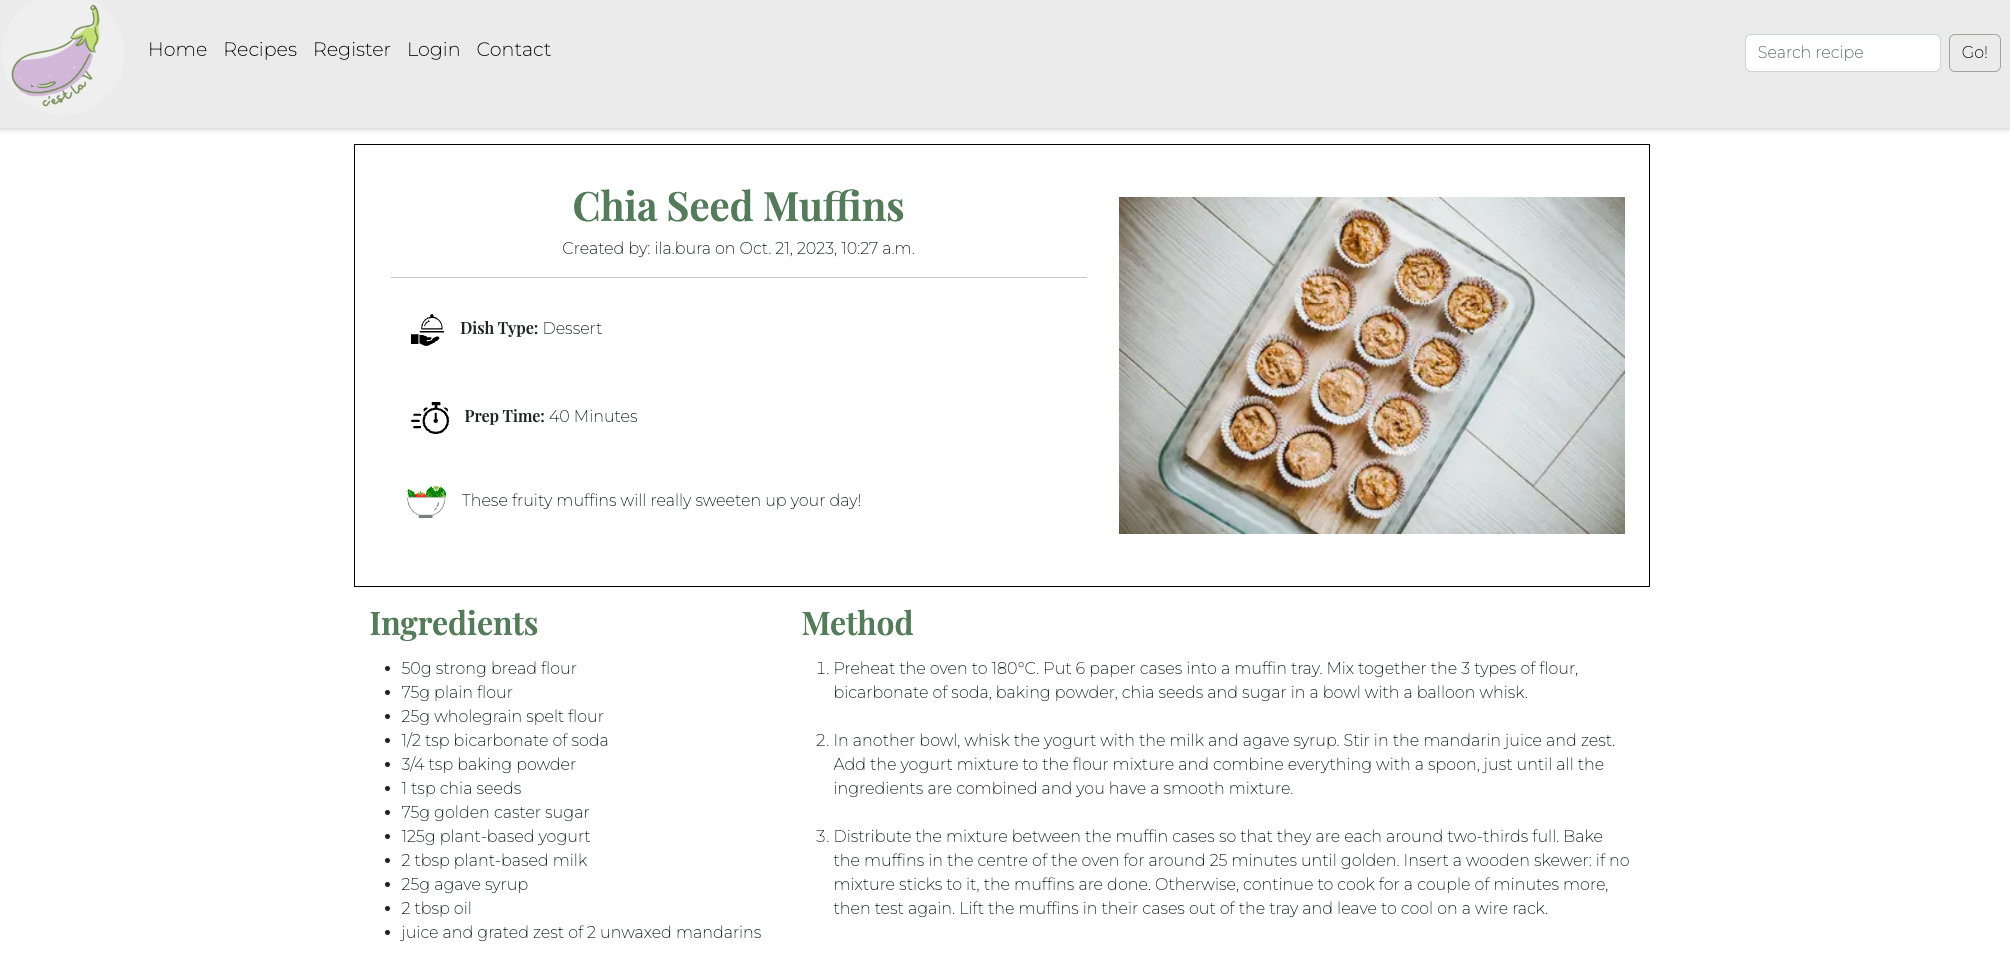 c'est la V
Home Recipes Register Login Contact
Search recipe Go!
Chia Seed Muffins
Created by: ila.bura on Oct. 21, 2023, 10:27 a.m.
Dish Type: Dessert
Prep Time: 40 Minutes
These fruity muffins will really sweeten up your day!
Ingredients
• 50g strong bread flour
• 75g plain flour
• 25g wholegrain spelt flour
• 1/2 tsp bicarbonate of soda
• 3/4 tsp baking powder
• 1 tsp chia seeds
• 75g golden caster sugar
• 125g plant-based yogurt
• 2 tbsp plant-based milk
• 25g agave syrup
• 2 tbsp oil
• juice and grated zest of 2 unwaxed mandarins
Method
1. Preheat the oven to 180°C. Put 6 paper cases into a muffin tray. Mix together the 3 types of flour,
bicarbonate of soda, baking powder, chia seeds and sugar in a bowl with a balloon whisk.
2. In another bowl, whisk the yogurt with the milk and agave syrup. Stir in the mandarin juice and zest.
Add the yogurt mixture to the flour mixture and combine everything with a spoon, just until all the
ingredients are combined and you have a smooth mixture.
3. Distribute the mixture between the muffin cases so that they are each around two-thirds full. Bake
the muffins in the centre of the oven for around 25 minutes until golden. Insert a wooden skewer: if no
mixture sticks to it, the muffins are done. Otherwise, continue to cook for a couple of minutes more,
then test again. Lift the muffins in their cases out of the tray and leave to cool on a wire rack.